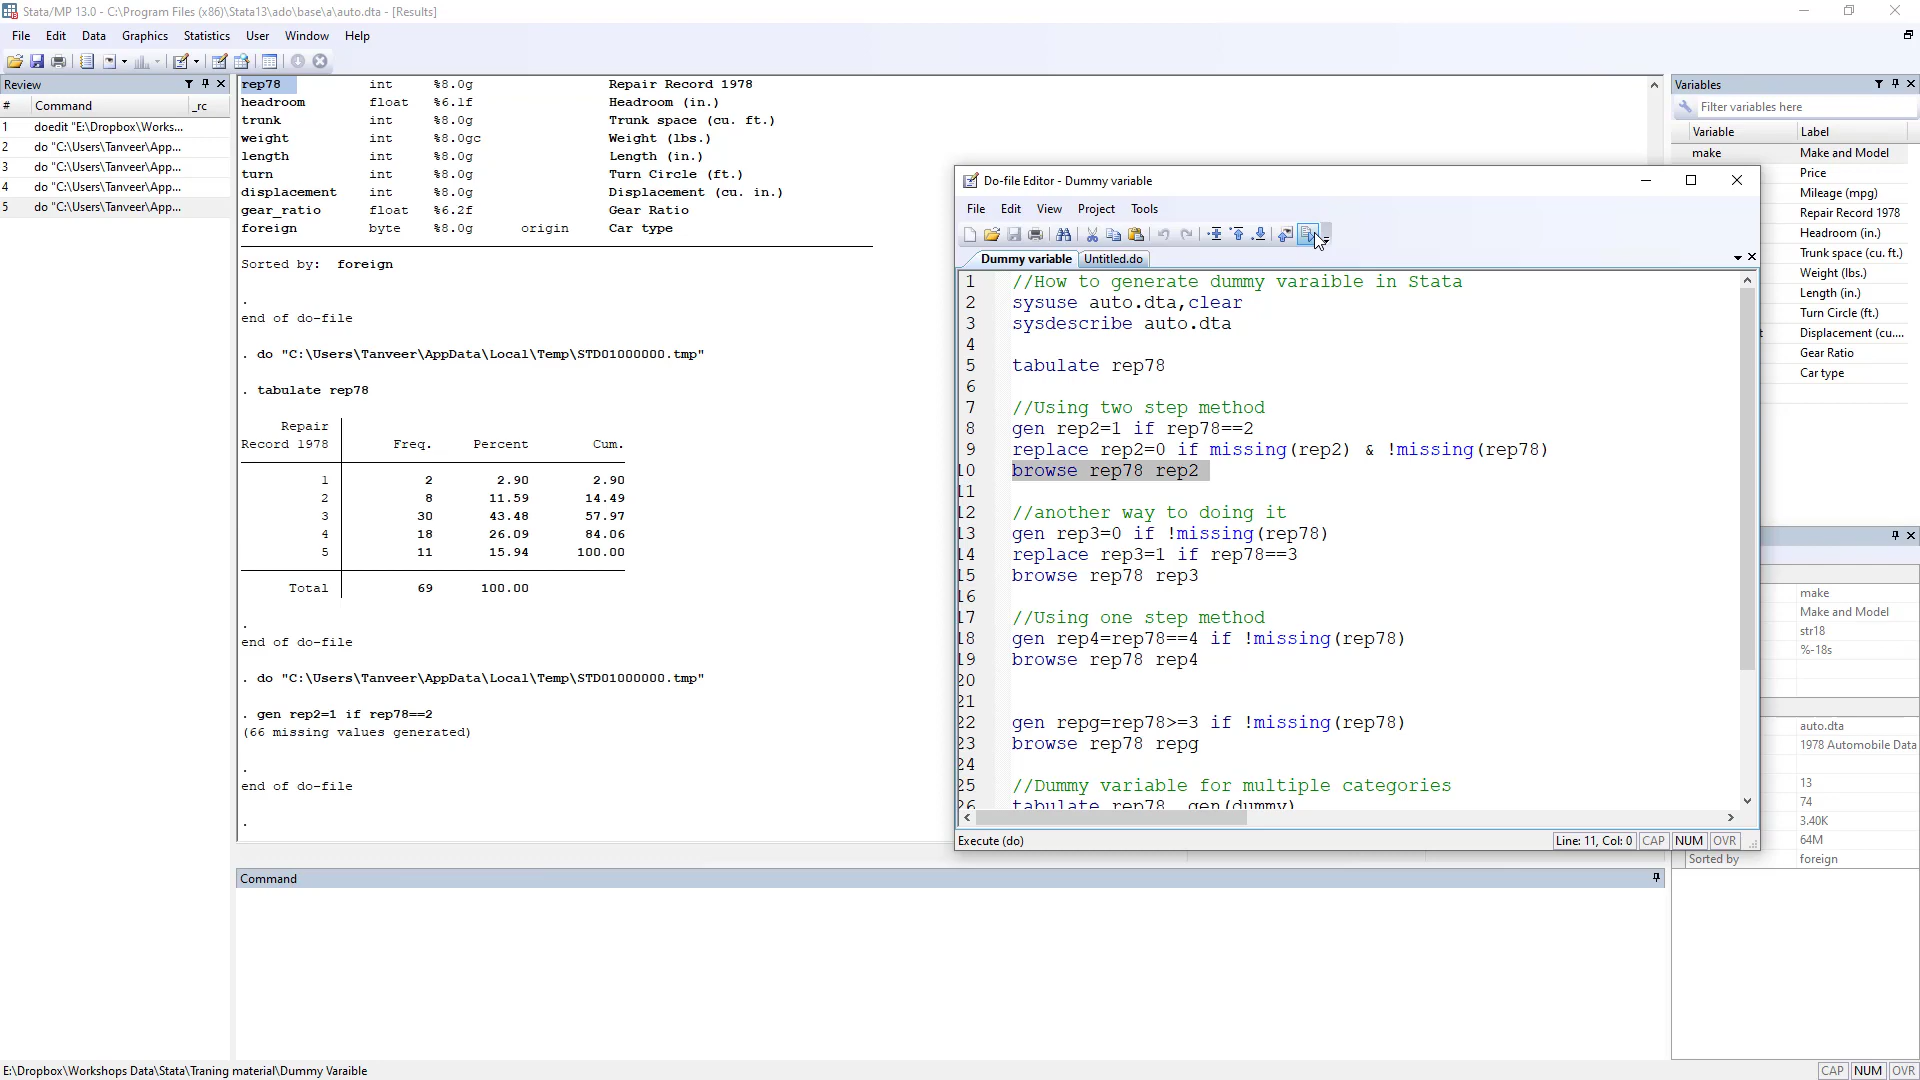 Stata/MP 13.0 - C:\Program Files (x86)\Stata13\ado\base\a\auto.dta - [Results]
File Edit Data Graphics Statistics User Window Help
Review
# Command _rc
1 doedit "E:\Dropbox\Works...
2 do "C:\Users\Tanveer\App...
3 do "C:\Users\Tanveer\App...
4 do "C:\Users\Tanveer\App...
5 do "C:\Users\Tanveer\App...
rep78 int %8.0g Repair Record 1978
headroom float %6.1f Headroom (in.)
trunk int %8.0g Trunk space (cu. ft.)
weight int %8.0gc Weight (lbs.)
length int %8.0g Length (in.)
turn int %8.0g Turn Circle (ft.)
displacement int %8.0g Displacement (cu. in.)
gear_ratio float %6.2f Gear Ratio
foreign byte %8.0g origin Car type
Sorted by: foreign
.
end of do-file
. do "C:\Users\Tanveer\AppData\Local\Temp\STD01000000.tmp"
. tabulate rep78
Repair
Record 1978 Freq. Percent Cum.
1 2 2.90 2.90
2 8 11.59 14.49
3 30 43.48 57.97
4 18 26.09 84.06
5 11 15.94 100.00
Total 69 100.00
.
end of do-file
. do "C:\Users\Tanveer\AppData\Local\Temp\STD01000000.tmp"
. gen rep2=1 if rep78==2
(66 missing values generated)
.
end of do-file
.
Command
Do-file Editor - Dummy variable
File Edit View Project Tools
Dummy variable Untitled.do
1 //How to generate dummy varaible in Stata
2 sysuse auto.dta,clear
3 sysdescribe auto.dta
4
5 tabulate rep78
6
7 //Using two step method
8 gen rep2=1 if rep78==2
9 replace rep2=0 if missing(rep2) & !missing(rep78)
10 browse rep78 rep2
11
12 //another way to doing it
13 gen rep3=0 if !missing(rep78)
14 replace rep3=1 if rep78==3
15 browse rep78 rep3
16
17 //Using one step method
18 gen rep4=rep78==4 if !missing(rep78)
19 browse rep78 rep4
20
21
22 gen repg=rep78>=3 if !missing(rep78)
23 browse rep78 repg
24
25 //Dummy variable for multiple categories
26 tabulate rep78, gen(dummy)
Execute (do) Line: 11, Col: 0 CAP NUM OVR
Variables
Filter variables here
Variable Label
make Make and Model
Price
Mileage (mpg)
Repair Record 1978
Headroom (in.)
Trunk space (cu. ft.)
Weight (lbs.)
Length (in.)
Turn Circle (ft.)
Displacement (cu....
Gear Ratio
Car type
make
Make and Model
str18
%-18s
auto.dta
1978 Automobile Data
13
74
3.40K
64M
Sorted by foreign
E:\Dropbox\Workshops Data\Stata\Traning material\Dummy Varaible
CAP NUM OVR